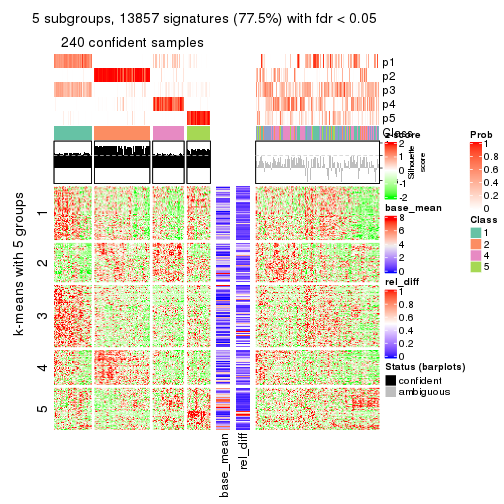 5 subgroups, 13857 signatures (77.5%) with fdr < 0.05
240 confident samples
p1
p2
p3
p4
p5
Class
Silhouette
score
k-means with 5 groups
1
2
3
4
5
base_mean
rel_diff
z-score
2
1
0
-1
-2
base_mean
8
6
4
2
0
rel_diff
1
0.8
0.6
0.4
0.2
0
Status (barplots)
confident
ambiguous
Prob
1
0.8
0.6
0.4
0.2
0
Class
1
2
4
5